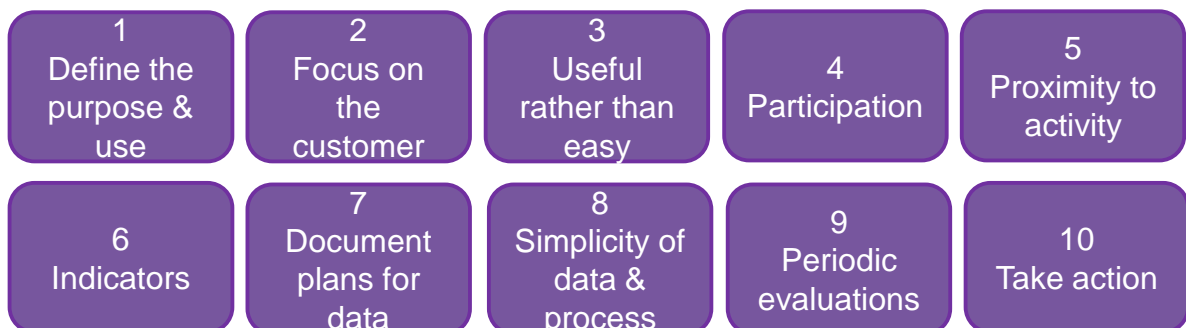 1
Define the
purpose &
use
2
Focus on
the
customer
3
Useful
rather than
easy
4
Participation
5
Proximity to
activity
6
Indicators
7
Document
plans for
data
8
Simplicity of
data &
process
9
Periodic
evaluations
10
Take action